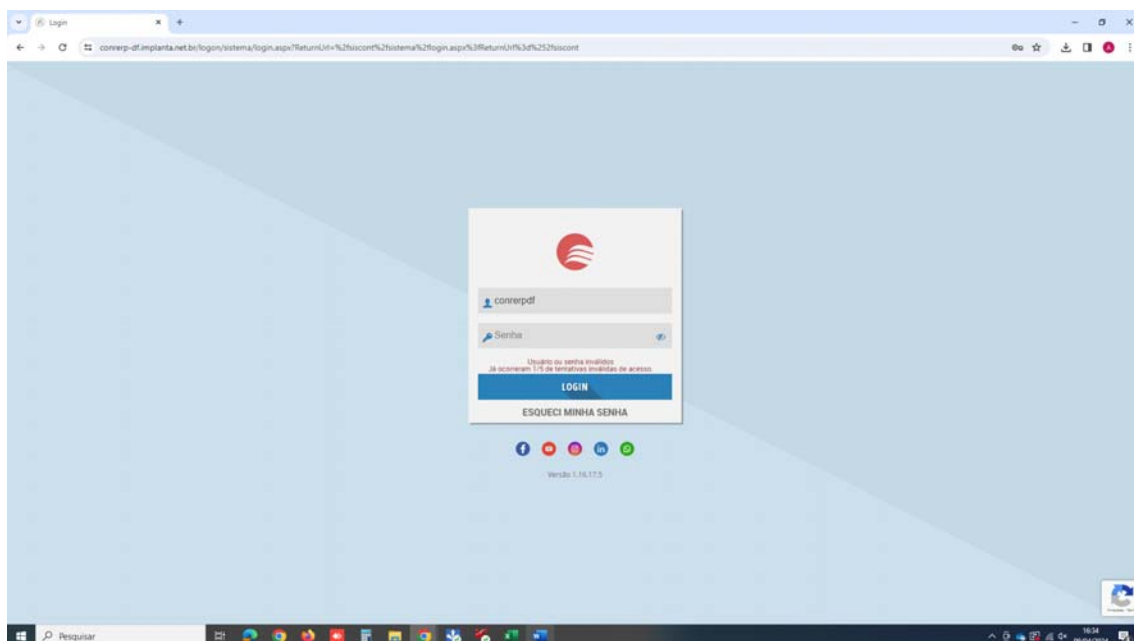 Login
conrerp-df.implanta.net.br/logon/sistema/login.aspx?ReturnUrl=%2fsiscont%2fsistema%2flogin.aspx%3fReturnUrl%3d%252fsiscont
conrerpdf
Senha
Usuário ou senha inválidos
Já ocorreram 1/5 de tentativas inválidas de acesso.
LOGIN
ESQUECI MINHA SENHA
Versão 1.16.17.5
Pesquisar
16:34